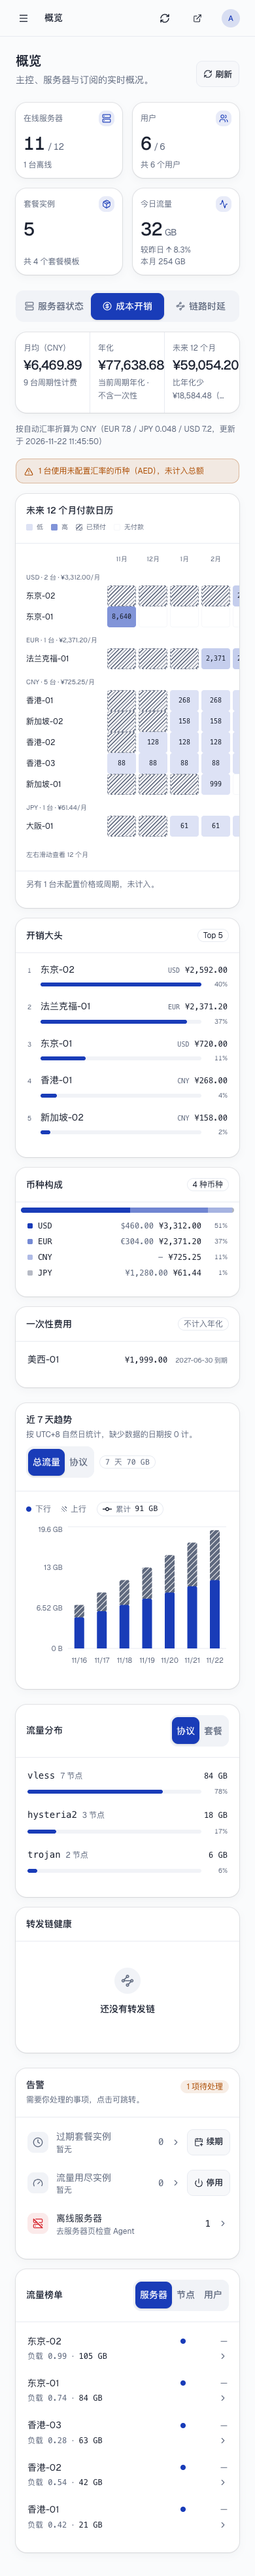 概览
A
概览
主控、服务器与订阅的实时概况。
刷新
在线服务器
11 / 12
1 台离线
用户
6 / 6
共 6 个用户
套餐实例
5
共 4 个套餐模板
今日流量
32 GB
较昨日 ↑ 8.3%
本月 254 GB
服务器状态
成本开销
链路时延
月均（CNY）
¥6,469.89
9 台周期性计费
年化
¥77,638.68
当前周期年化 ·
不含一次性
未来 12 个月
¥59,054.20
比年化少
¥18,584.48（…
按自动汇率折算为 CNY（EUR 7.8 / JPY 0.048 / USD 7.2，更新
于 2026-11-22 11:45:50）
1 台使用未配置汇率的币种（AED），未计入总额
未来 12 个月付款日历
低
高
已预付
无付款
11月 12月 1月 2月
USD · 2 台 · ¥3,312.00/月
东京-02
东京-01
8,640
EUR · 1 台 · ¥2,371.20/月
法兰克福-01
2,371
CNY · 5 台 · ¥725.25/月
香港-01
268 268
新加坡-02
158 158
香港-02
128 128 128
香港-03
88 88 88 88
新加坡-01
999
JPY · 1 台 · ¥61.44/月
大阪-01
61 61
左右滑动查看 12 个月
另有 1 台未配置价格或周期，未计入。
开销大头
Top 5
1 东京-02 USD ¥2,592.00
40%
2 法兰克福-01 EUR ¥2,371.20
37%
3 东京-01 USD ¥720.00
11%
4 香港-01 CNY ¥268.00
4%
5 新加坡-02 CNY ¥158.00
2%
币种构成
4 种币种
USD $460.00 ¥3,312.00 51%
EUR €304.00 ¥2,371.20 37%
CNY – ¥725.25 11%
JPY ¥1,280.00 ¥61.44 1%
一次性费用
不计入年化
美西-01 ¥1,999.00 2027-06-30 到期
近 7 天趋势
按 UTC+8 自然日统计，缺少数据的日期按 0 计。
总流量
协议
7 天 70 GB
下行
上行
累计 91 GB
19.6 GB
13 GB
6.52 GB
0 B
11/16 11/17 11/18 11/19 11/20 11/21 11/22
流量分布
协议
套餐
vless 7 节点 84 GB
78%
hysteria2 3 节点 18 GB
17%
trojan 2 节点 6 GB
6%
转发链健康
还没有转发链
告警
需要你处理的事项，点击可跳转。
1 项待处理
过期套餐实例
暂无
0
续期
流量用尽实例
暂无
0
停用
离线服务器
去服务器页检查 Agent
1
流量榜单
服务器
节点
用户
东京-02 —
负载 0.99 · 105 GB
东京-01 —
负载 0.74 · 84 GB
香港-03 —
负载 0.28 · 63 GB
香港-02 —
负载 0.54 · 42 GB
香港-01 —
负载 0.42 · 21 GB